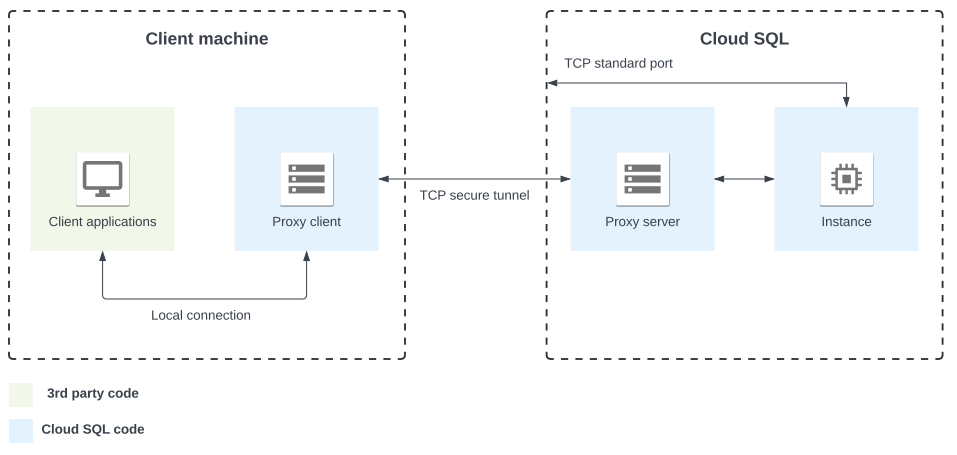 Client machine
Cloud SQL
TCP standard port
Client applications
Proxy client
TCP secure tunnel
Proxy server
Instance
Local connection
3rd party code
Cloud SQL code